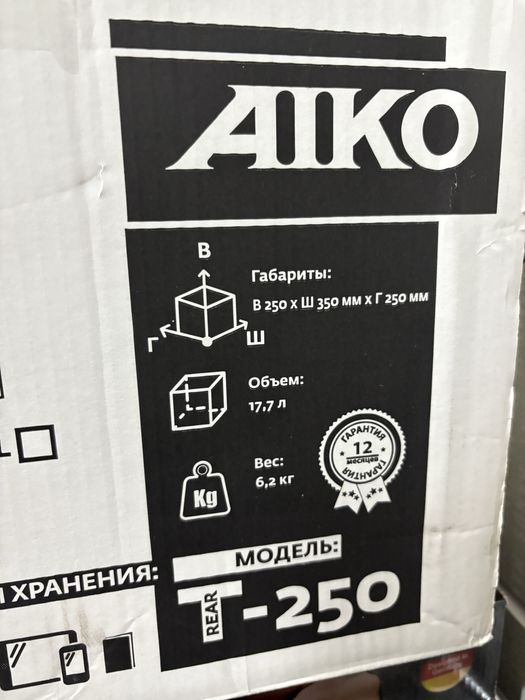 AIKO
В
Г
Ш
Габариты:
В 250 х Ш 350 мм х Г 250 мм
Объем:
17,7 л
Kg
Вес:
6,2 кг
ГАРАНТИЯ
12
месяцев
ГАРАНТИЯ
МОДЕЛЬ:
REAR
T-250
ХРАНЕНИЯ: